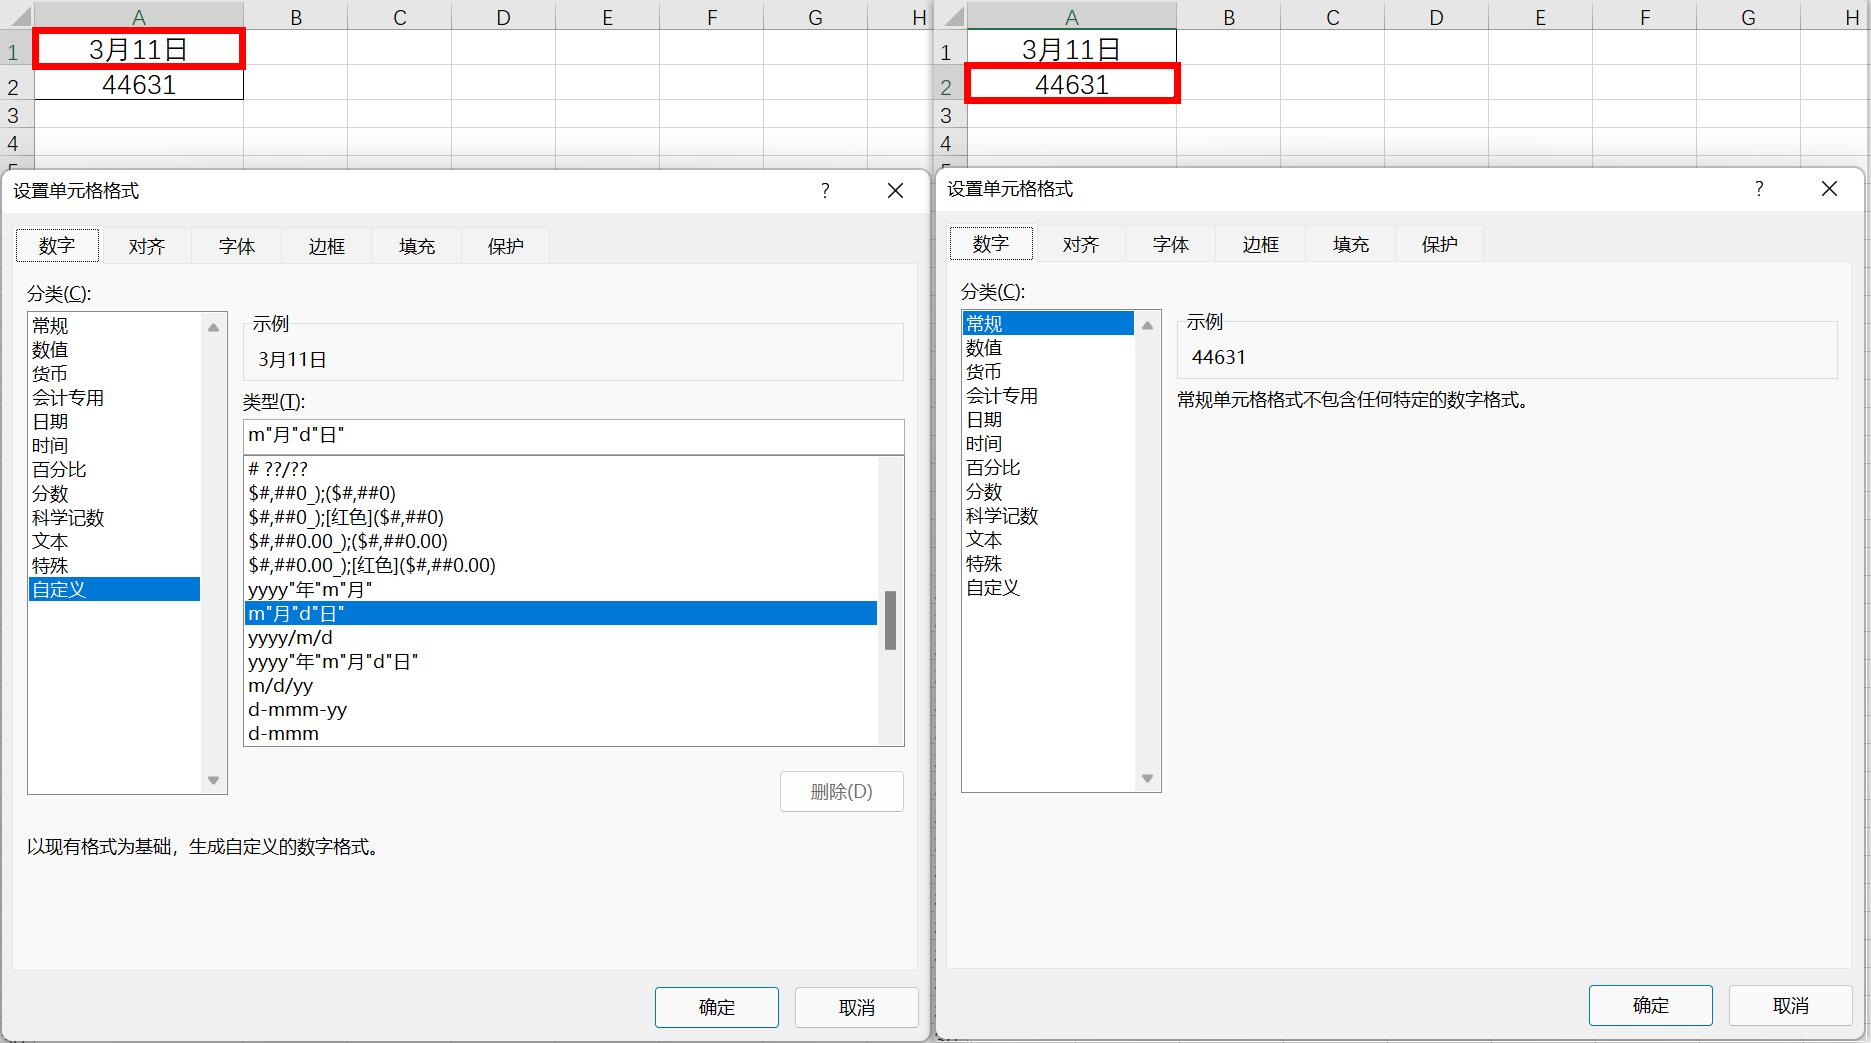 A B C D E F G H
1 3月11日
2 44631
3
4
设置单元格格式 ?
数字 对齐 字体 边框 填充 保护
分类(C):
常规
数值
货币
会计专用
日期
时间
百分比
分数
科学记数
文本
特殊
自定义
示例
3月11日
类型(T):
m"月"d"日"
# ??/??
$#,##0_);($#,##0)
$#,##0_);[红色]($#,##0)
$#,##0.00_);($#,##0.00)
$#,##0.00_);[红色]($#,##0.00)
yyyy"年"m"月"
m"月"d"日"
yyyy/m/d
yyyy"年"m"月"d"日"
m/d/yy
d-mmm-yy
d-mmm
删除(D)
以现有格式为基础，生成自定义的数字格式。
确定 取消
A B C D E F G H
1 3月11日
2 44631
3
4
设置单元格格式 ?
数字 对齐 字体 边框 填充 保护
分类(C):
常规
数值
货币
会计专用
日期
时间
百分比
分数
科学记数
文本
特殊
自定义
示例
44631
常规单元格格式不包含任何特定的数字格式。
确定 取消